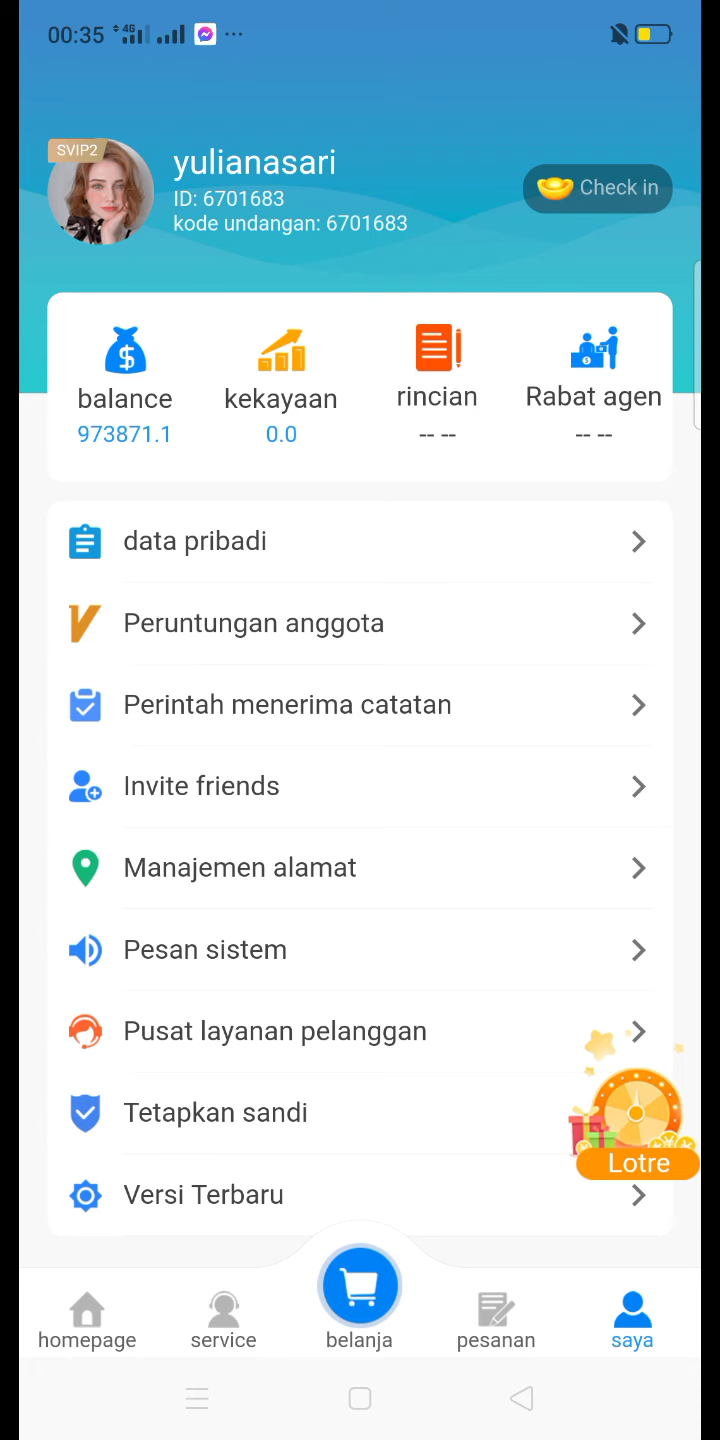 00:35 4G ...
SVIP2
yulianasari
ID: 6701683
kode undangan: 6701683
Check in
balance
973871.1
kekayaan
0.0
rincian
-- --
Rabat agen
-- --
data pribadi
Peruntungan anggota
Perintah menerima catatan
Invite friends
Manajemen alamat
Pesan sistem
Pusat layanan pelanggan
Tetapkan sandi
Lotre
Versi Terbaru
homepage
service
belanja
pesanan
saya